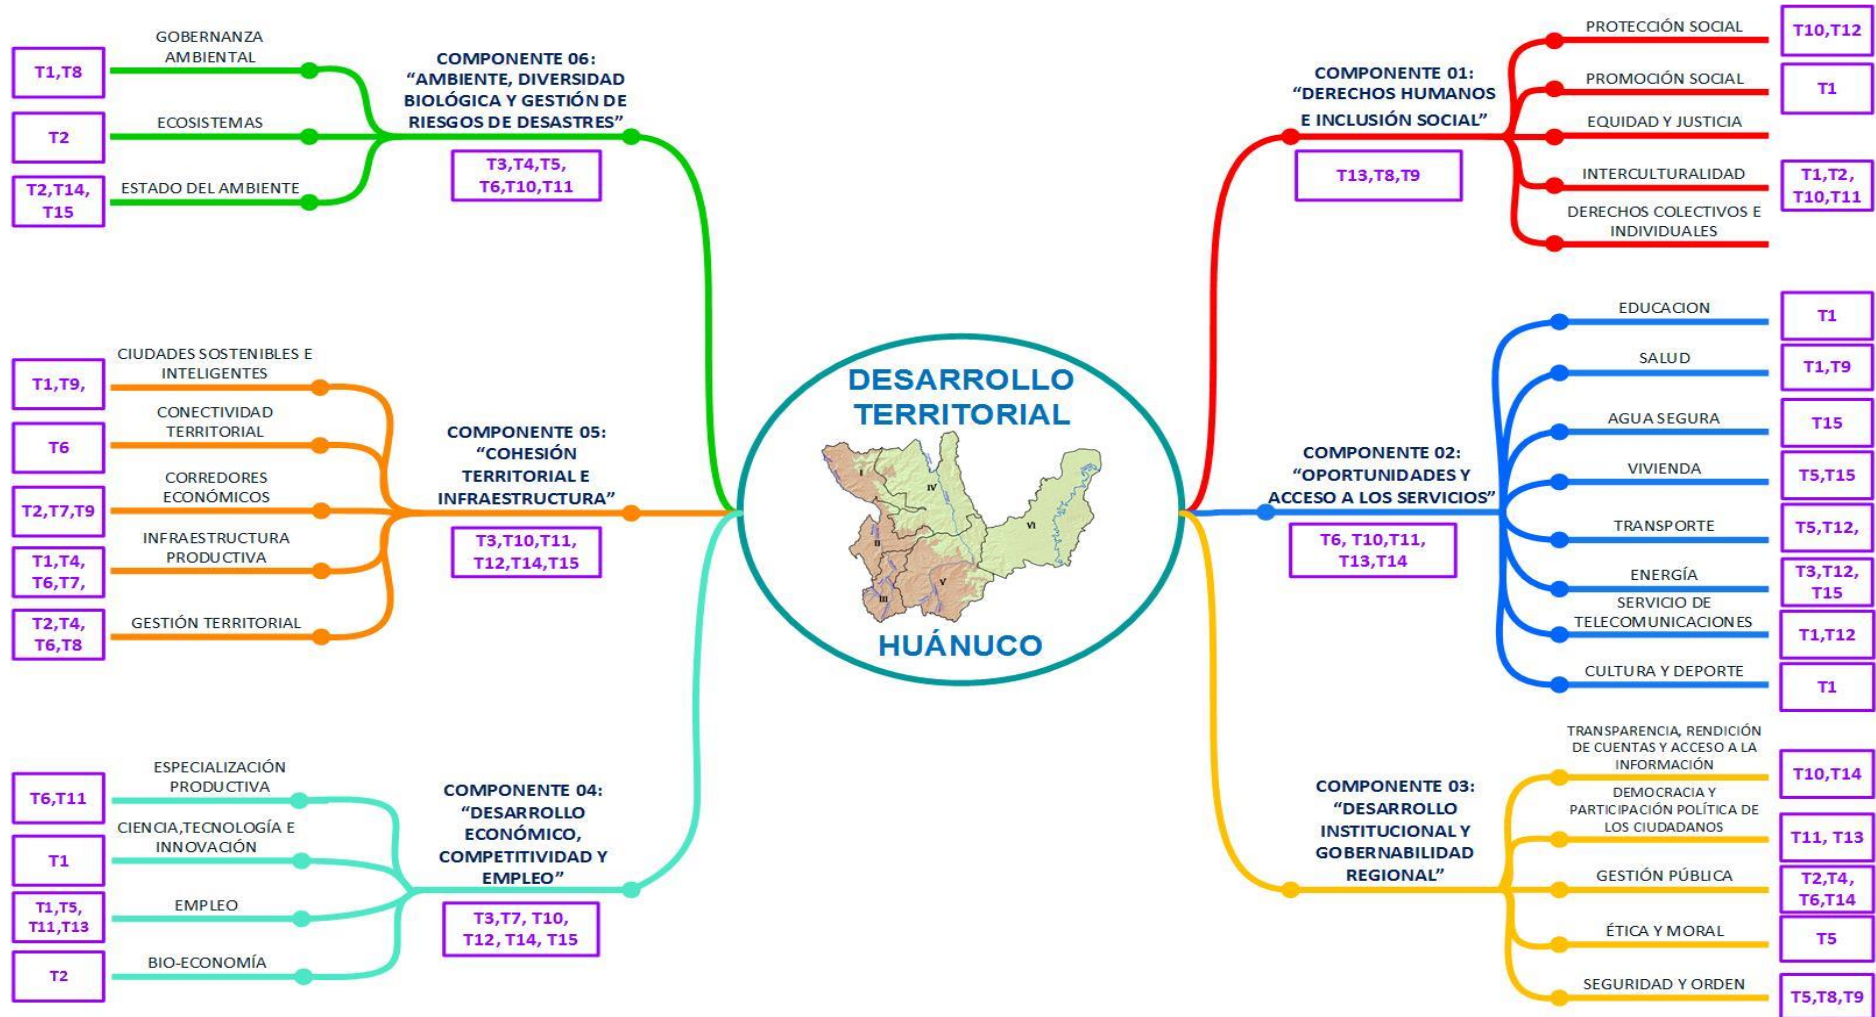 DESARROLLO
TERRITORIAL
I
IV
VI
II
V
III
HUÁNUCO
COMPONENTE 01:
“DERECHOS HUMANOS
E INCLUSIÓN SOCIAL”
T13,T8,T9
PROTECCIÓN SOCIAL
T10,T12
PROMOCIÓN SOCIAL
T1
EQUIDAD Y JUSTICIA
INTERCULTURALIDAD
T1,T2,
T10,T11
DERECHOS COLECTIVOS E
INDIVIDUALES
COMPONENTE 02:
“OPORTUNIDADES Y
ACCESO A LOS SERVICIOS”
T6, T10,T11,
T13,T14
EDUCACION
T1
SALUD
T1,T9
AGUA SEGURA
T15
VIVIENDA
T5,T15
TRANSPORTE
T5,T12,
ENERGÍA
T3,T12,
T15
SERVICIO DE
TELECOMUNICACIONES
T1,T12
CULTURA Y DEPORTE
T1
COMPONENTE 03:
“DESARROLLO
INSTITUCIONAL Y
GOBERNABILIDAD
REGIONAL”
TRANSPARENCIA, RENDICIÓN
DE CUENTAS Y ACCESO A LA
INFORMACIÓN
T10,T14
DEMOCRACIA Y
PARTICIPACIÓN POLÍTICA DE
LOS CIUDADANOS
T11, T13
GESTIÓN PÚBLICA
T2,T4,
T6,T14
ÉTICA Y MORAL
T5
SEGURIDAD Y ORDEN
T5,T8,T9
COMPONENTE 04:
“DESARROLLO
ECONÓMICO,
COMPETITIVIDAD Y
EMPLEO”
T3,T7, T10,
T12, T14, T15
ESPECIALIZACIÓN
PRODUCTIVA
T6,T11
CIENCIA,TECNOLOGÍA E
INNOVACIÓN
T1
EMPLEO
T1,T5,
T11,T13
BIO-ECONOMÍA
T2
COMPONENTE 05:
“COHESIÓN
TERRITORIAL E
INFRAESTRUCTURA”
T3,T10,T11,
T12,T14,T15
CIUDADES SOSTENIBLES E
INTELIGENTES
T1,T9,
CONECTIVIDAD
TERRITORIAL
T6
CORREDORES
ECONÓMICOS
T2,T7,T9
INFRAESTRUCTURA
PRODUCTIVA
T1,T4,
T6,T7,
GESTIÓN TERRITORIAL
T2,T4,
T6,T8
COMPONENTE 06:
“AMBIENTE, DIVERSIDAD
BIOLÓGICA Y GESTIÓN DE
RIESGOS DE DESASTRES”
T3,T4,T5,
T6,T10,T11
GOBERNANZA
AMBIENTAL
T1,T8
ECOSISTEMAS
T2
ESTADO DEL AMBIENTE
T2,T14,
T15